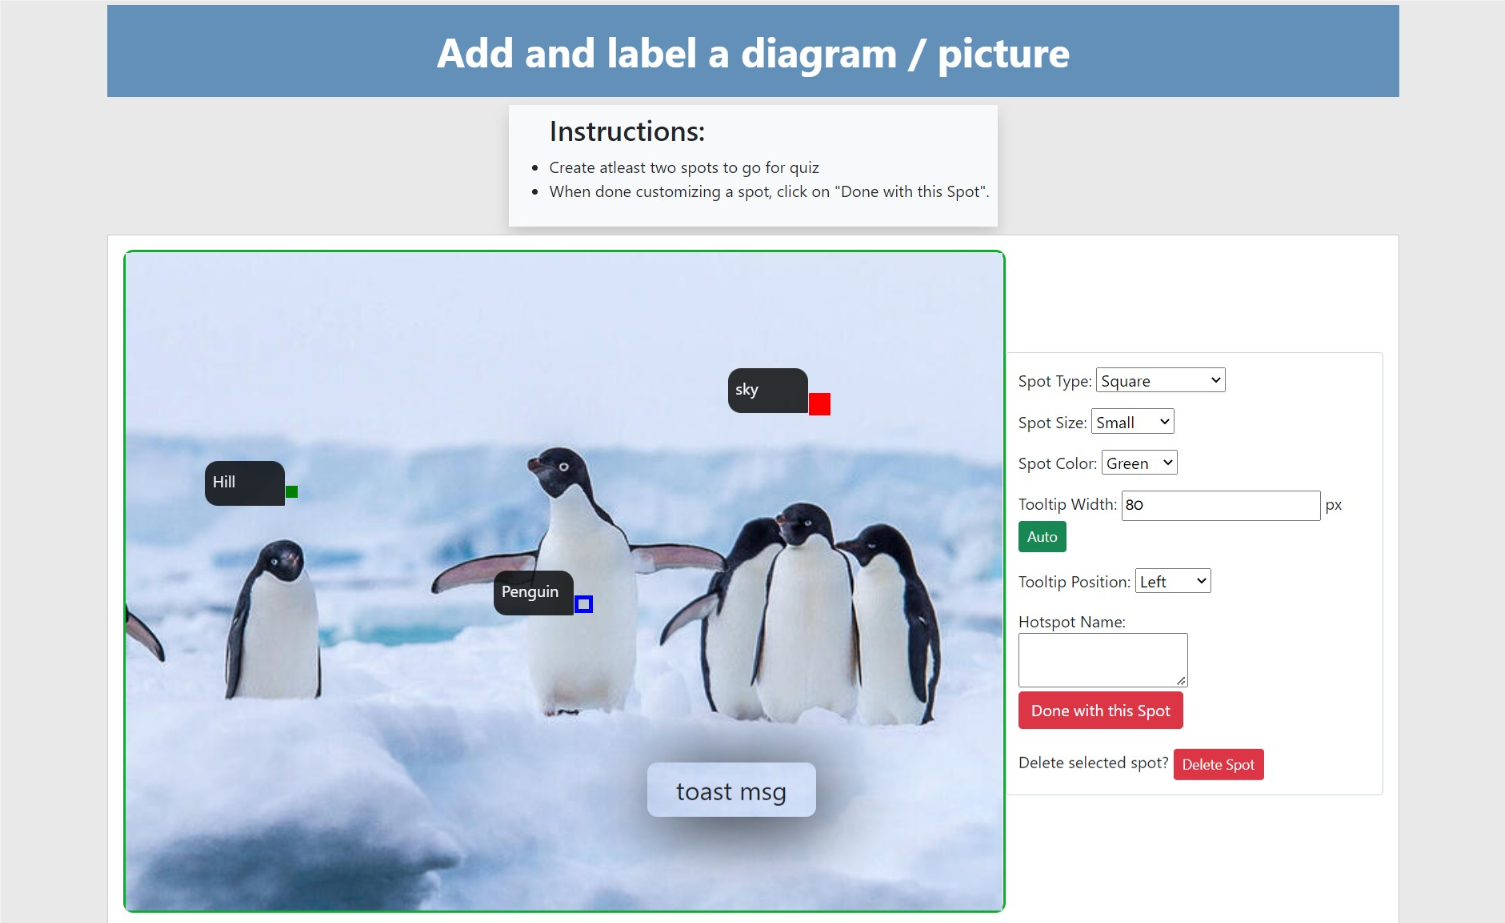 Add and label a diagram / picture
Instructions:
• Create atleast two spots to go for quiz
• When done customizing a spot, click on "Done with this Spot".
sky
Hill
Penguin
toast msg
Spot Type: Square
Spot Size: Small
Spot Color: Green
Tooltip Width: 80 px
Auto
Tooltip Position: Left
Hotspot Name:
Done with this Spot
Delete selected spot? Delete Spot